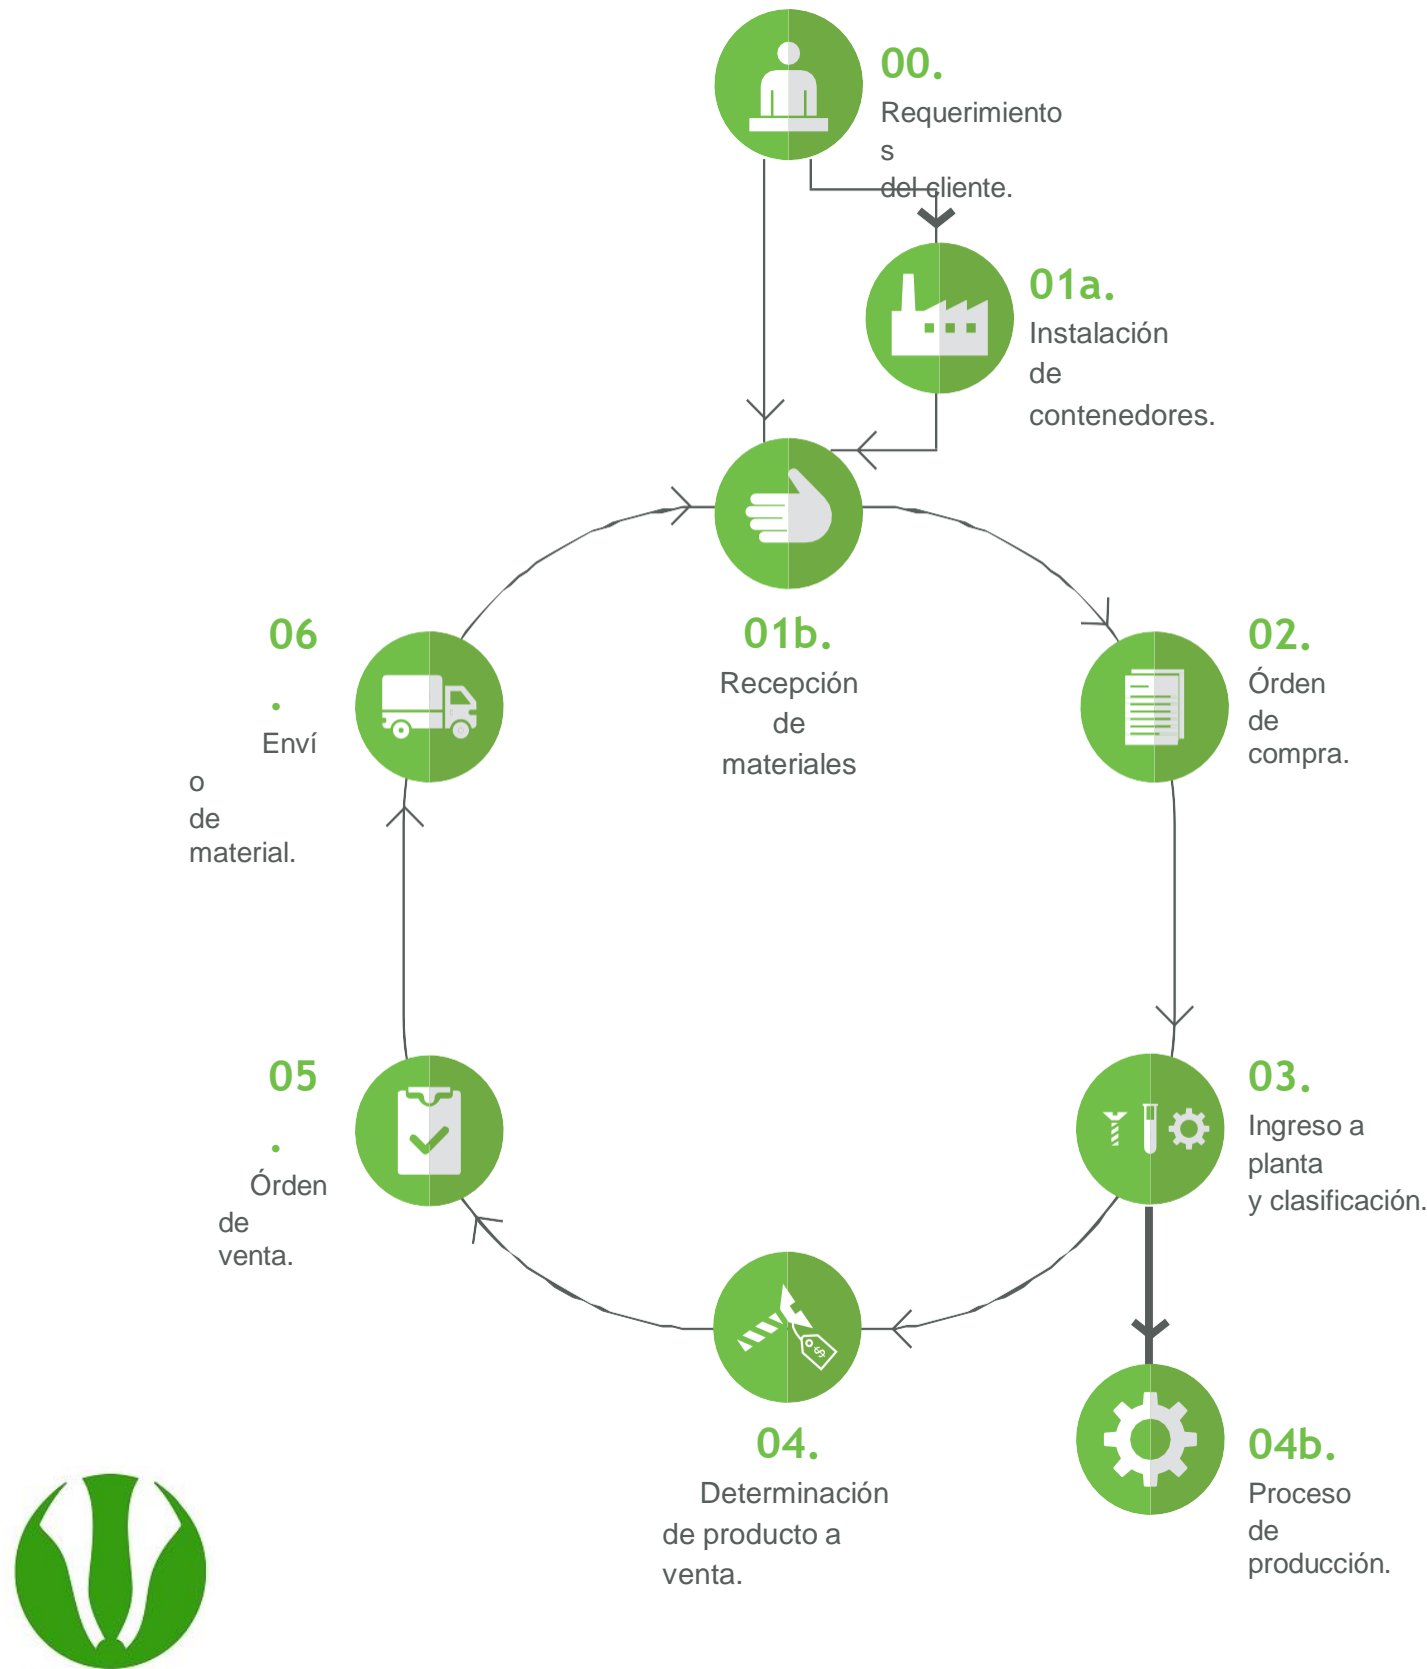 00.
Requerimiento
s
del cliente.
01a.
Instalación
de
contenedores.
01b.
Recepción
de
materiales
02.
Órden
de
compra.
03.
Ingreso a
planta
y clasificación.
04.
Determinación
de producto a
venta.
$
04b.
Proceso
de
producción.
05
.
Órden
de
venta.
06
.
Enví
o
de
material.